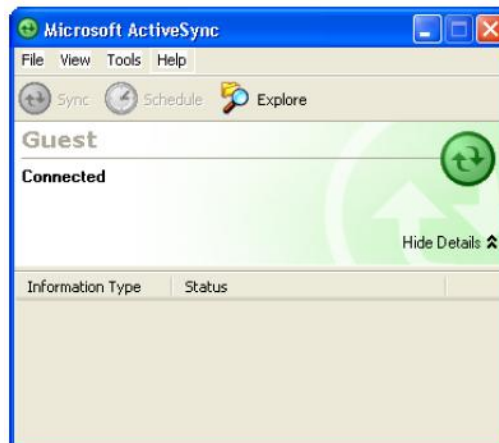 Microsoft ActiveSync
File View Tools Help
Sync Schedule Explore
Guest
Connected
Hide Details
Information Type Status